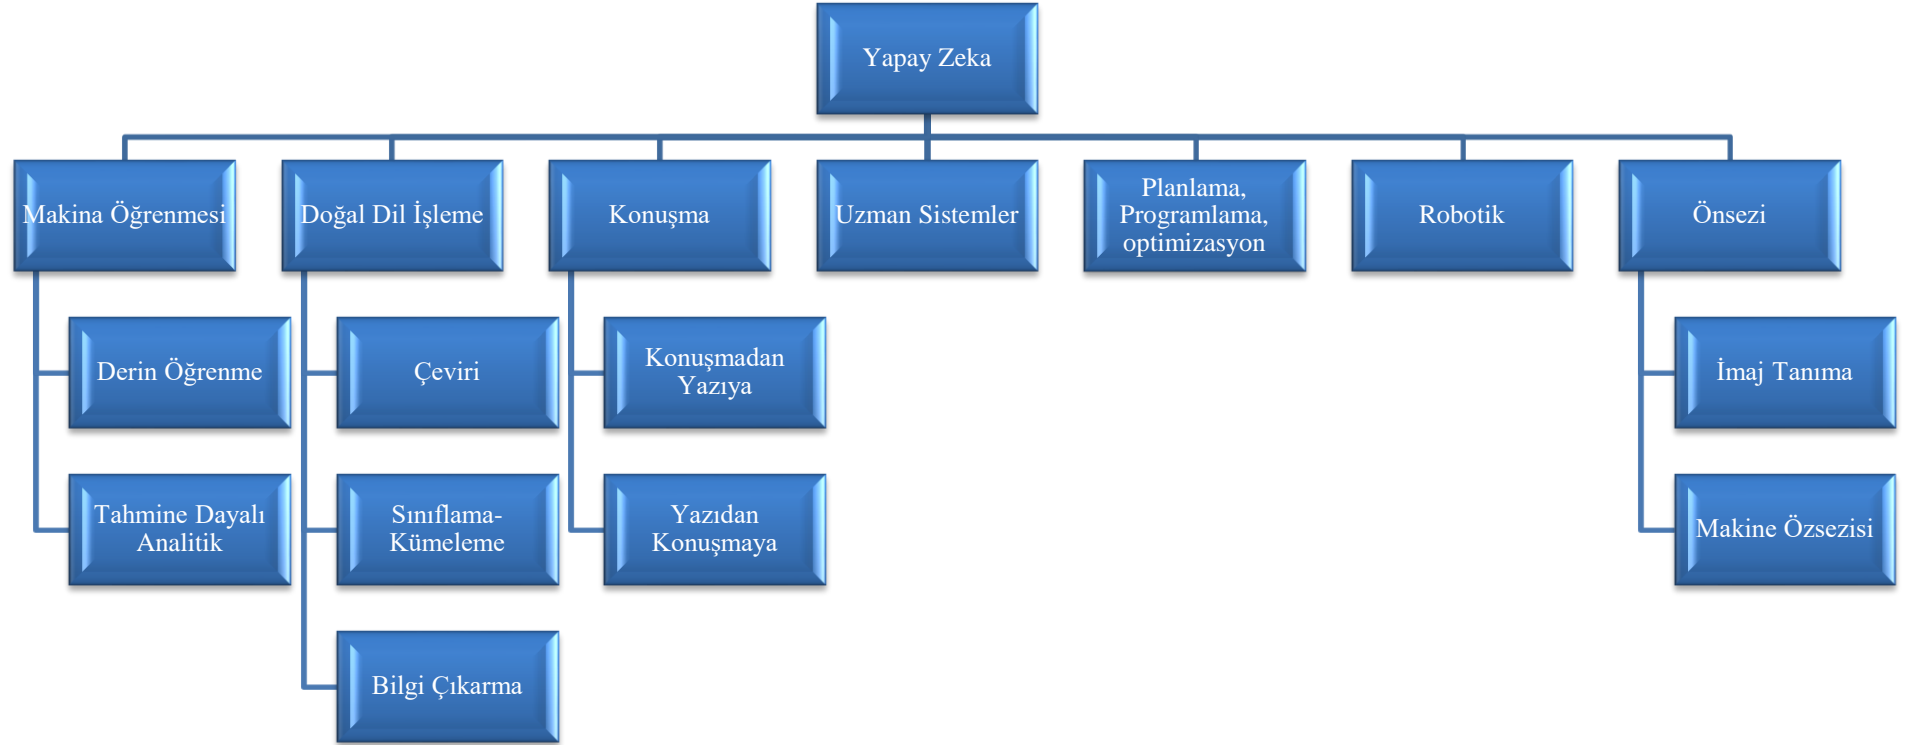 Yapay Zeka
Makina Öğrenmesi
Doğal Dil İşleme
Konuşma
Uzman Sistemler
Planlama,
Programlama,
optimizasyon
Robotik
Önsezi
Derin Öğrenme
Çeviri
Konuşmadan
Yazıya
İmaj Tanıma
Tahmine Dayalı
Analitik
Sınıflama-
Kümeleme
Yazıdan
Konuşmaya
Makine Özsezisi
Bilgi Çıkarma